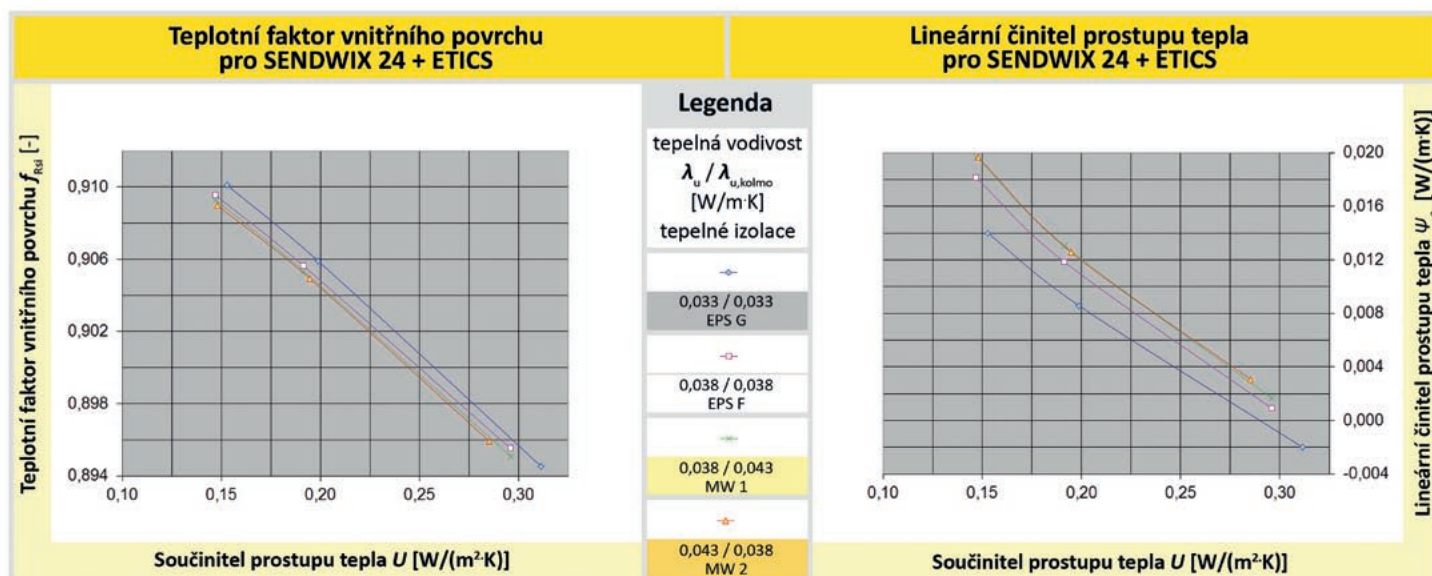 Teplotní faktor vnitřního povrchu
pro SENDWIX 24 + ETICS
Lineární činitel prostupu tepla
pro SENDWIX 24 + ETICS
Teplotní faktor vnitřního povrchu fRsi [-]
0,910
0,906
0,902
0,898
0,894
0,10
0,15
0,20
0,25
0,30
Součinitel prostupu tepla U [W/(m²·K)]
Legenda
tepelná vodivost
λu / λu,kolmo
[W/m·K]
tepelné izolace
0,033 / 0,033
EPS G
0,038 / 0,038
EPS F
0,038 / 0,043
MW 1
0,043 / 0,038
MW 2
0,020
0,016
0,012
0,008
0,004
0,000
-0,004
0,10
0,15
0,20
0,25
0,30
Součinitel prostupu tepla U [W/(m²·K)]
Lineární činitel prostupu tepla Ψ [W/(m·K)]